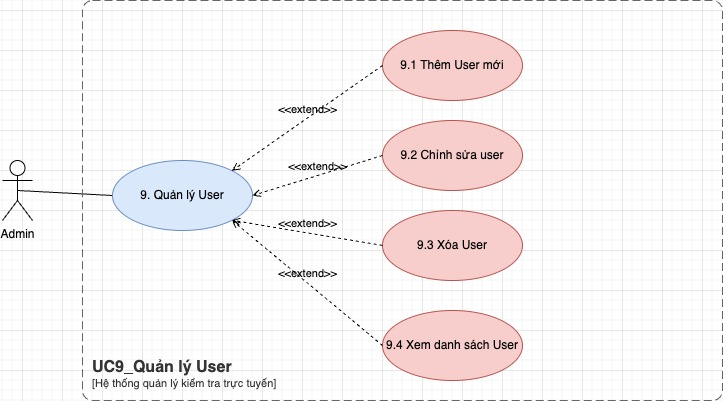 9.1 Thêm User mới
<<extend>>
9.2 Chỉnh sửa user
<<extend>>
9. Quản lý User
Admin
<<extend>>
9.3 Xóa User
<<extend>>
9.4 Xem danh sách User
UC9_Quản lý User
[Hệ thống quản lý kiểm tra trực tuyến]